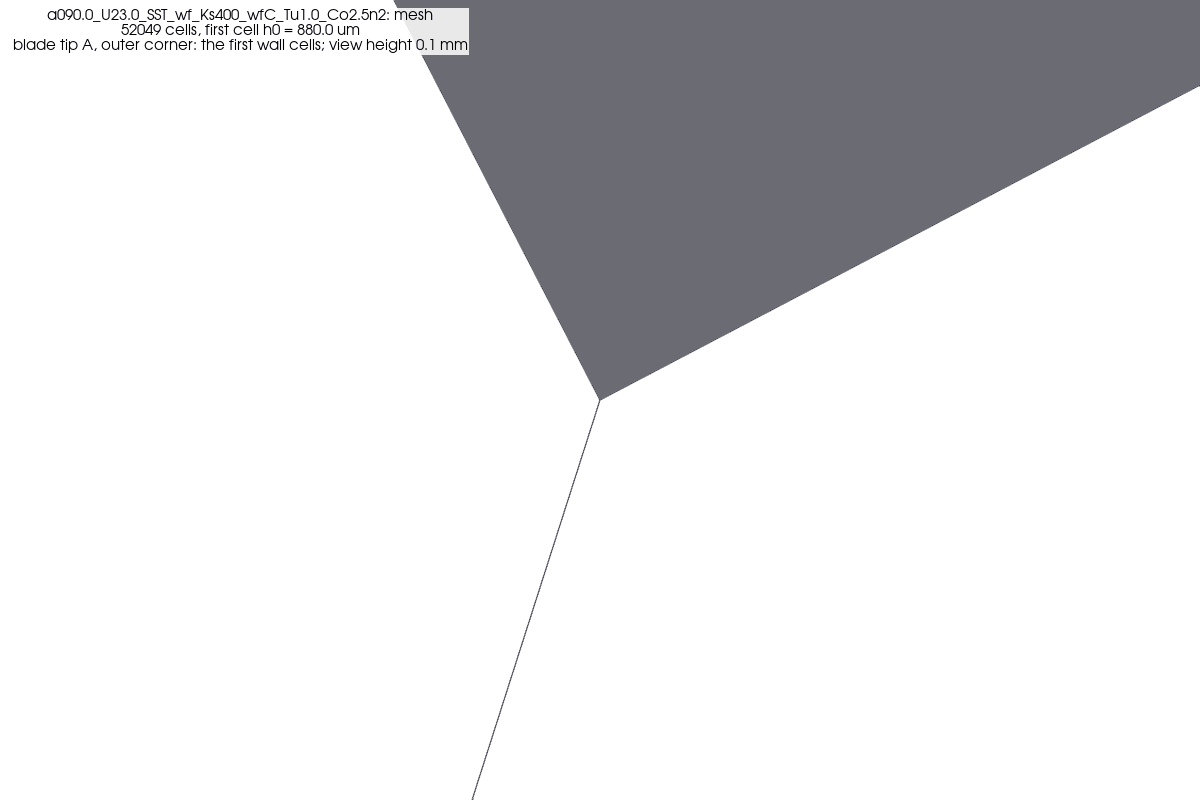 a090.0_U23.0_SST_wf_Ks400_wfC_Tu1.0_Co2.5n2: mesh
52049 cells, first cell h0 = 880.0 um
blade tip A, outer corner: the first wall cells; view height 0.1 mm